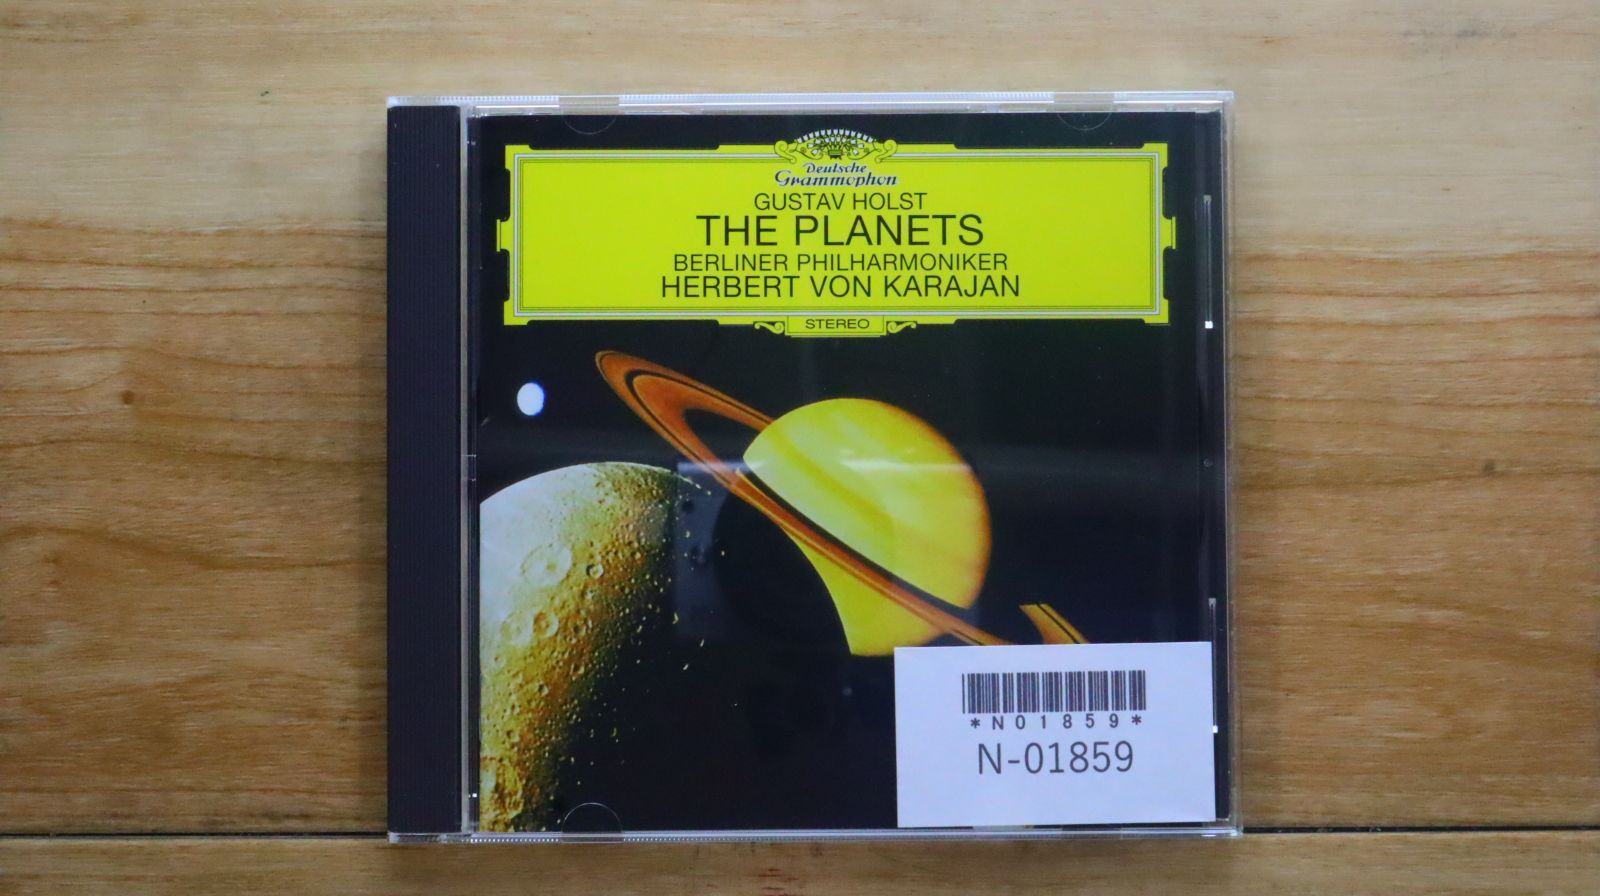 Deutsche
Grammophon
GUSTAV HOLST
THE PLANETS
BERLINER PHILHARMONIKER
HERBERT VON KARAJAN
STEREO
*N01859*
N-01859